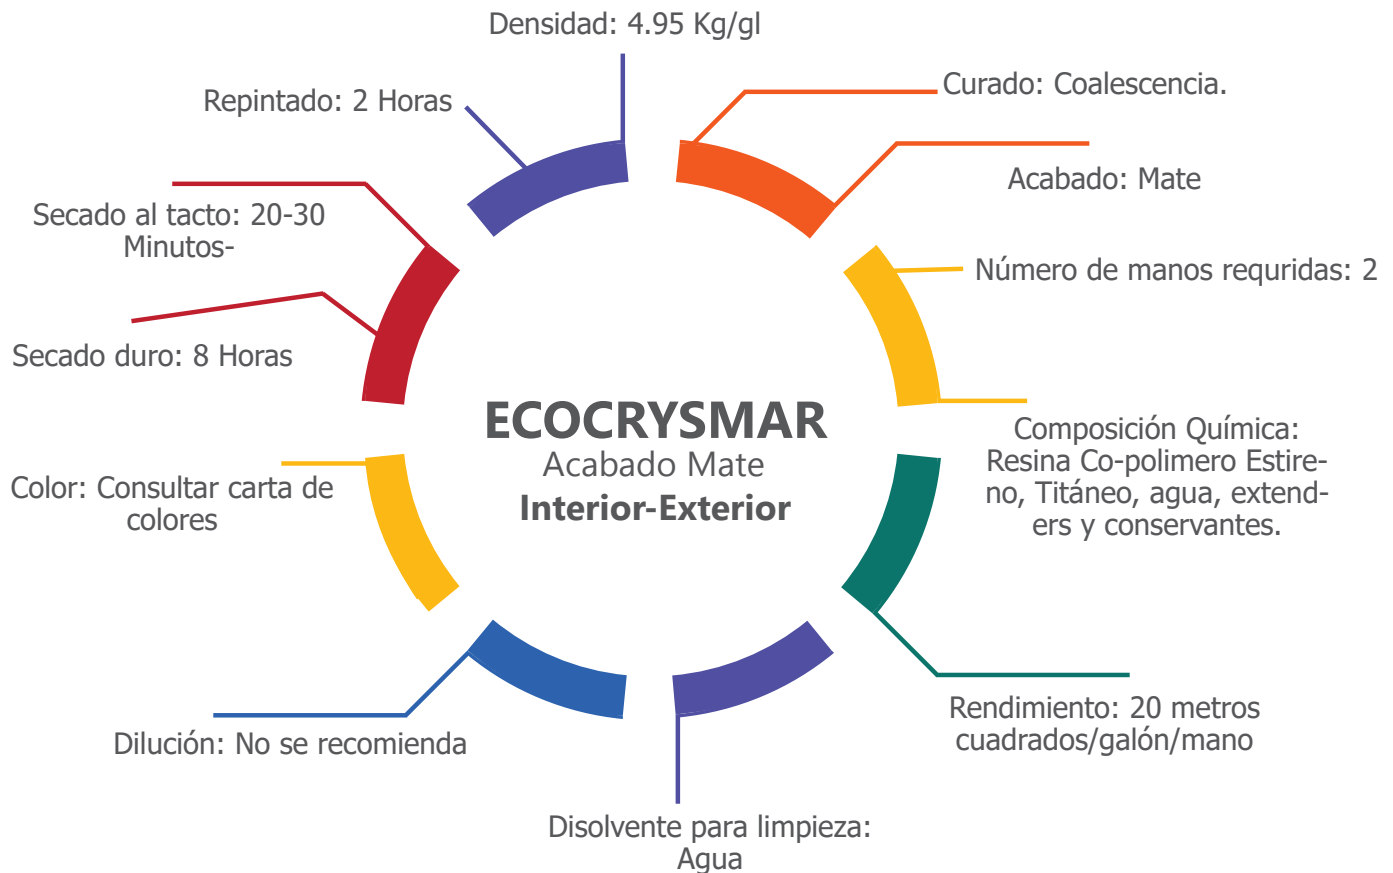 Densidad: 4.95 Kg/gl
Curado: Coalescencia.
Repintado: 2 Horas
Acabado: Mate
Secado al tacto: 20-30
Minutos-
Número de manos requridas: 2
Secado duro: 8 Horas
ECOCRYSMAR
Acabado Mate
Interior-Exterior
Composición Química:
Resina Co-polimero Estire-
no, Titáneo, agua, extend-
ers y conservantes.
Color: Consultar carta de
colores
Rendimiento: 20 metros
cuadrados/galón/mano
Dilución: No se recomienda
Disolvente para limpieza:
Agua